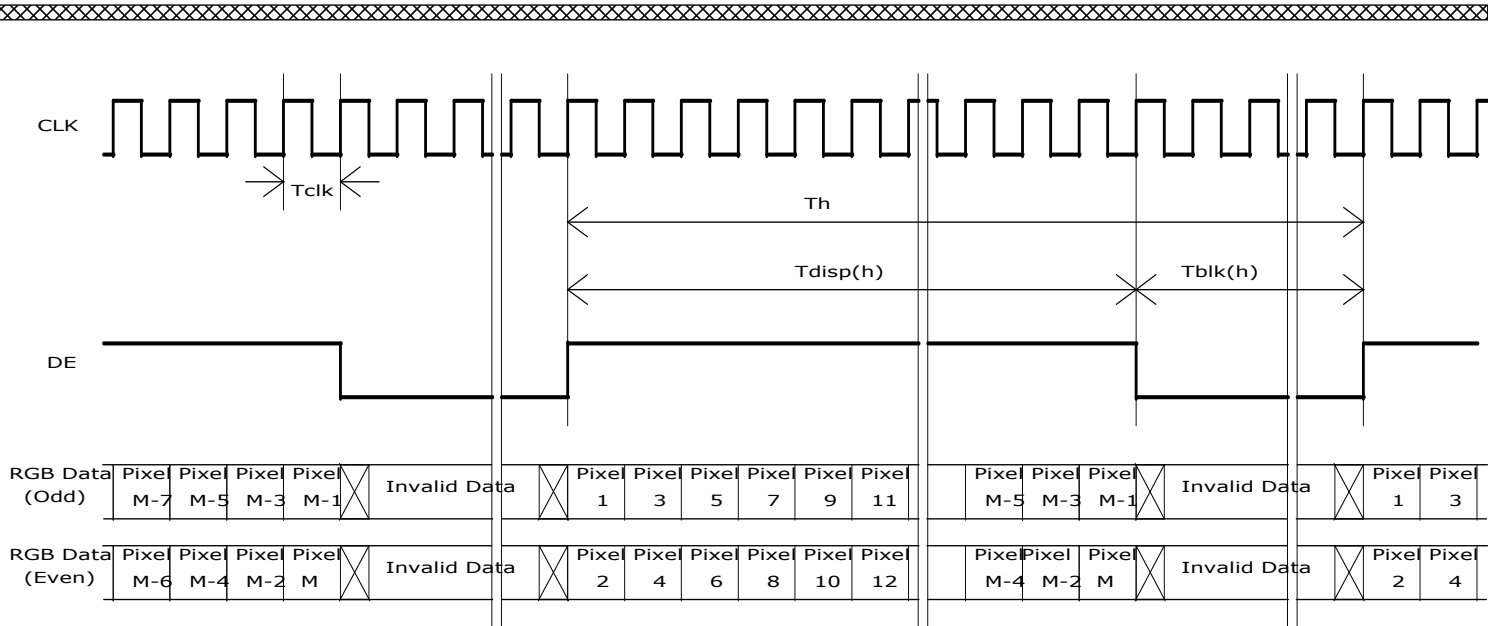 CLK
Tclk
Th
Tdisp(h) Tblk(h)
DE
RGB Data Pixel Pixel Pixel Pixel Invalid Data Pixel Pixel Pixel Pixel Pixel Pixel Pixel Pixel Pixel Invalid Data Pixel Pixel
(Odd) M-7 M-5 M-3 M-1 1 3 5 7 9 11 M-5 M-3 M-1 1 3
RGB Data Pixel Pixel Pixel Pixel Invalid Data Pixel Pixel Pixel Pixel Pixel Pixel Pixel Pixel Pixel Invalid Data Pixel Pixel
(Even) M-6 M-4 M-2 M 2 4 6 8 10 12 M-4 M-2 M 2 4